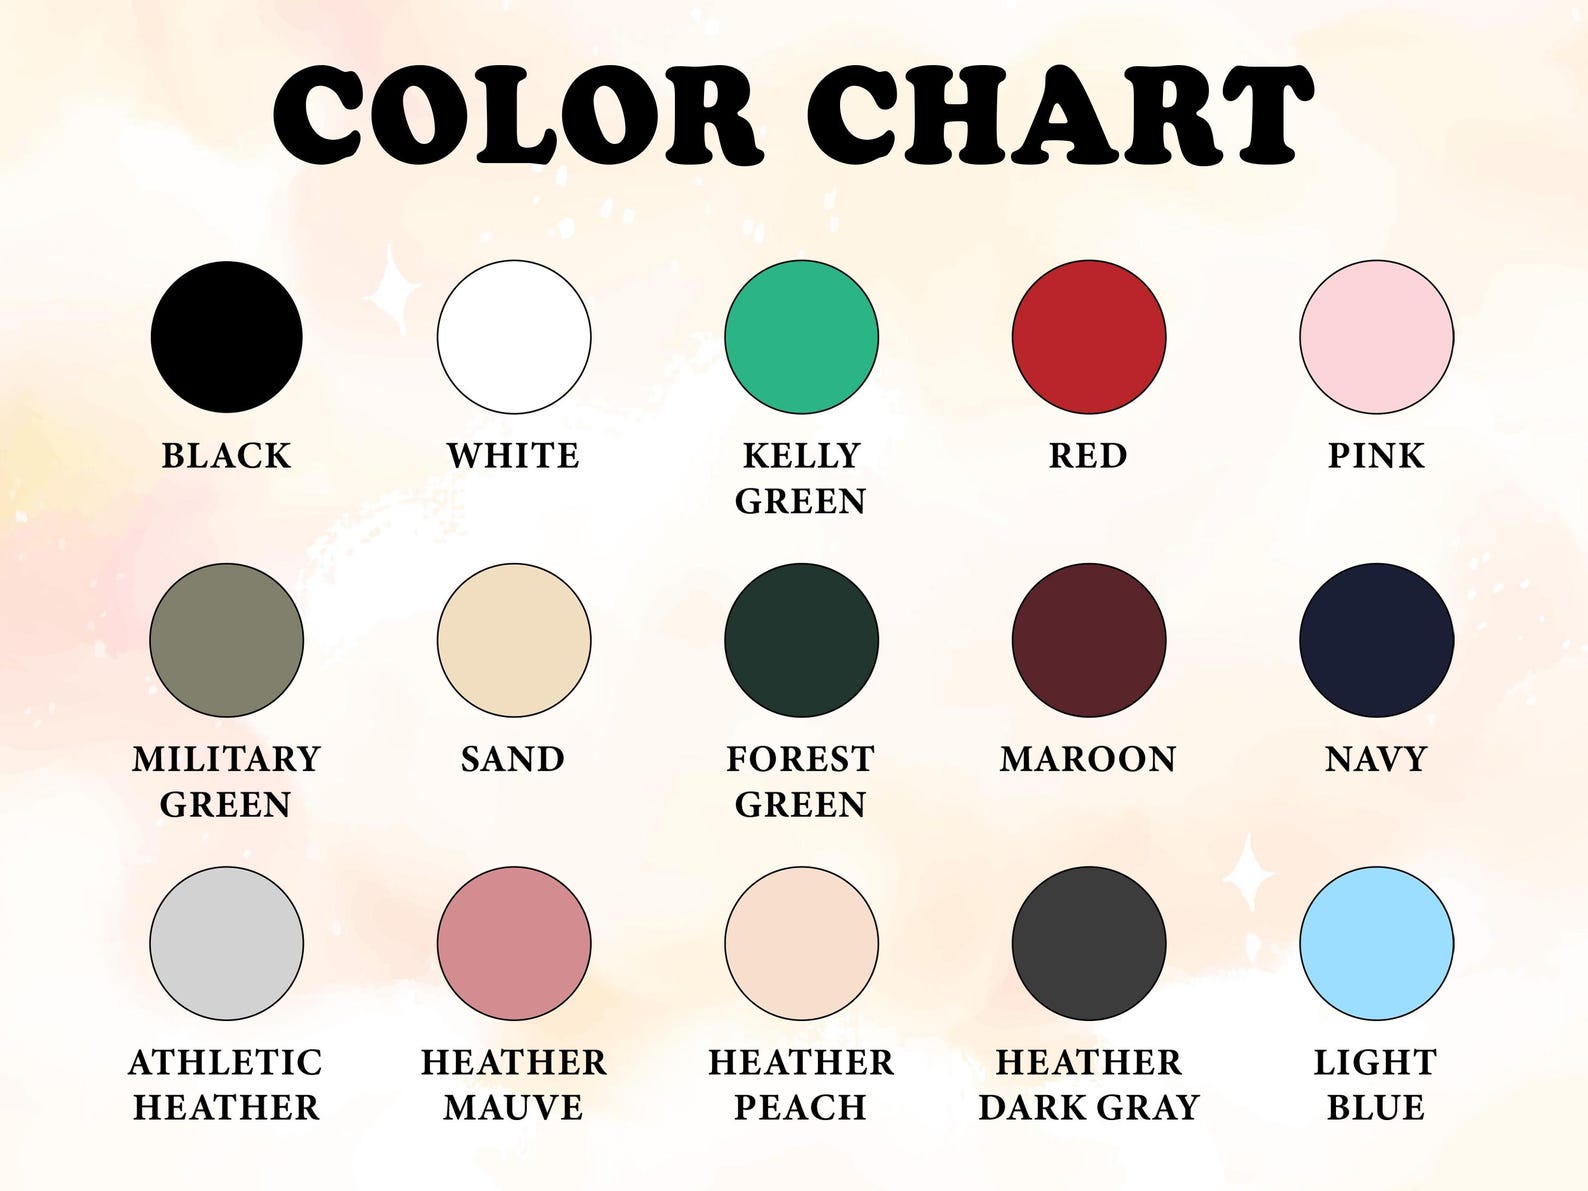 COLOR CHART
BLACK
WHITE
KELLY
GREEN
RED
PINK
MILITARY
GREEN
SAND
FOREST
GREEN
MAROON
NAVY
ATHLETIC
HEATHER
HEATHER
MAUVE
HEATHER
PEACH
HEATHER
DARK GRAY
LIGHT
BLUE